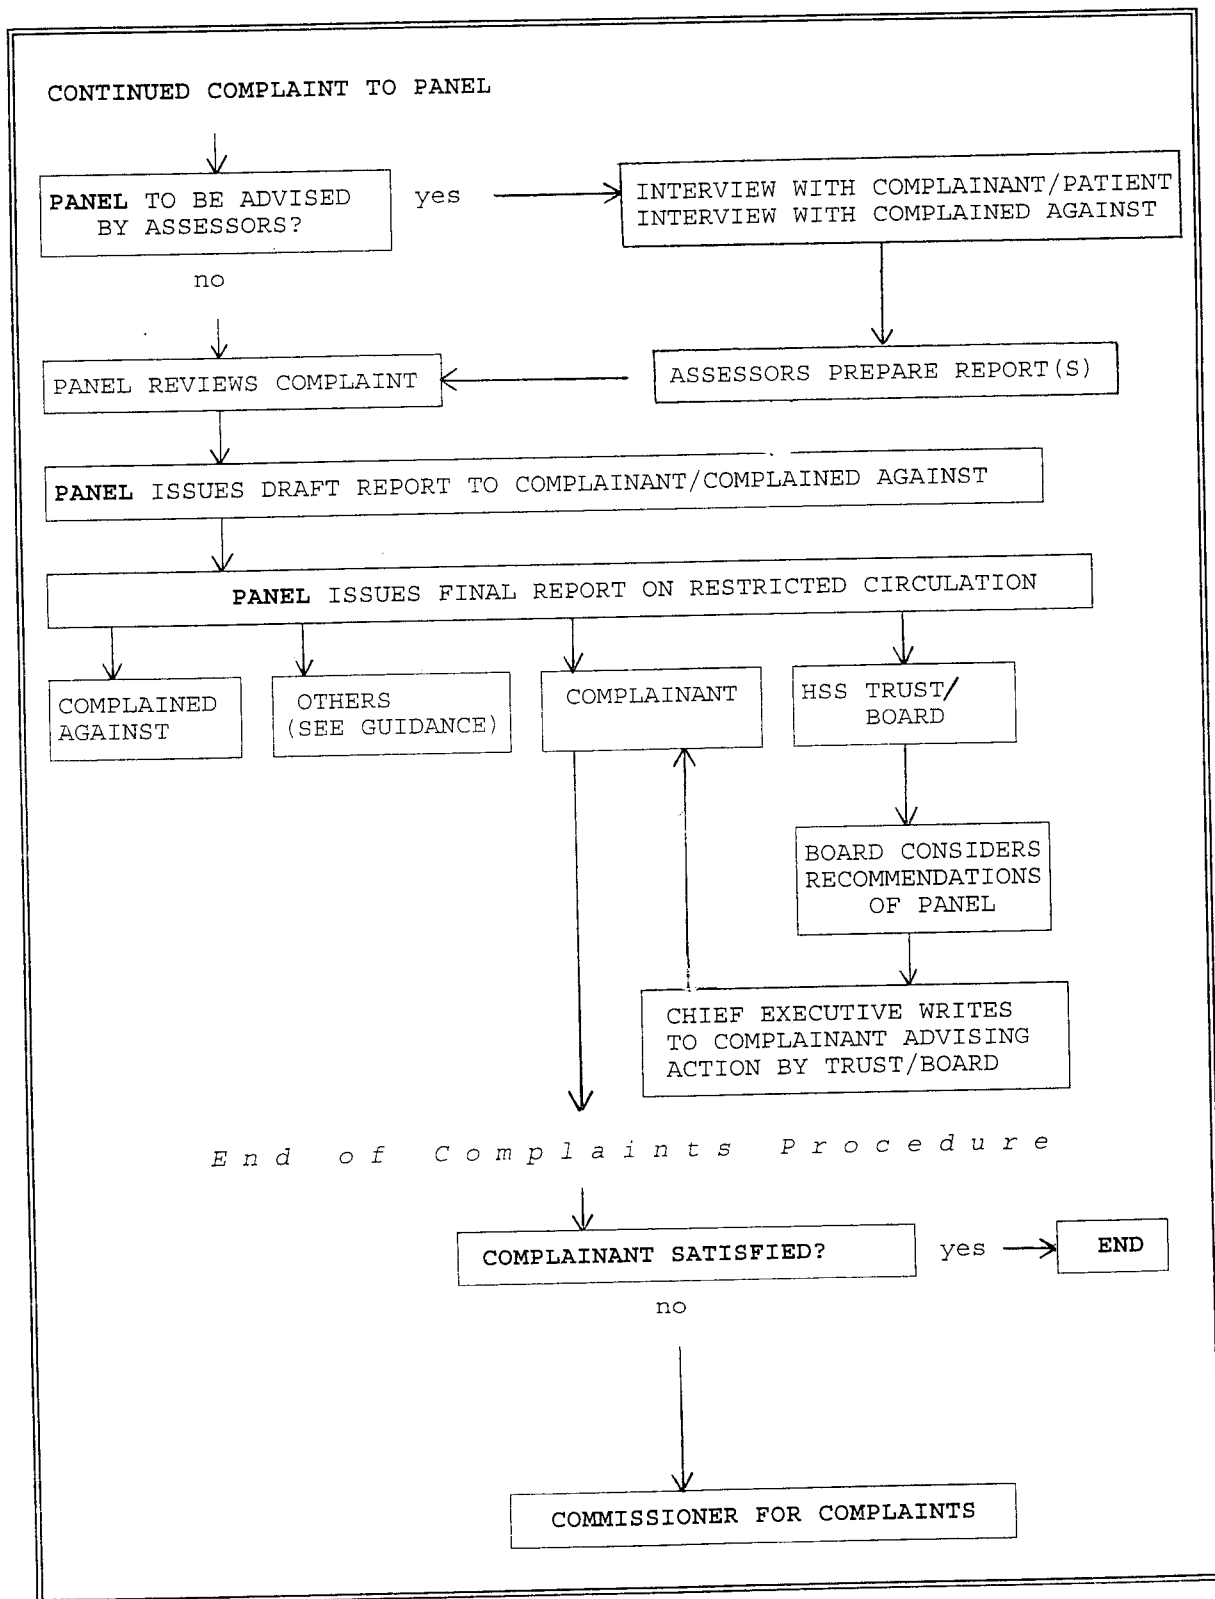 CONTINUED COMPLAINT TO PANEL
PANEL TO BE ADVISED
BY ASSESSORS?
yes
INTERVIEW WITH COMPLAINANT/PATIENT
INTERVIEW WITH COMPLAINED AGAINST
no
PANEL REVIEWS COMPLAINT
ASSESSORS PREPARE REPORT(S)
PANEL ISSUES DRAFT REPORT TO COMPLAINANT/COMPLAINED AGAINST
PANEL ISSUES FINAL REPORT ON RESTRICTED CIRCULATION
COMPLAINED
AGAINST
OTHERS
(SEE GUIDANCE)
COMPLAINANT
HSS TRUST/
BOARD
BOARD CONSIDERS
RECOMMENDATIONS
OF PANEL
CHIEF EXECUTIVE WRITES
TO COMPLAINANT ADVISING
ACTION BY TRUST/BOARD
End of Complaints Procedure
COMPLAINANT SATISFIED?
yes
END
no
COMMISSIONER FOR COMPLAINTS